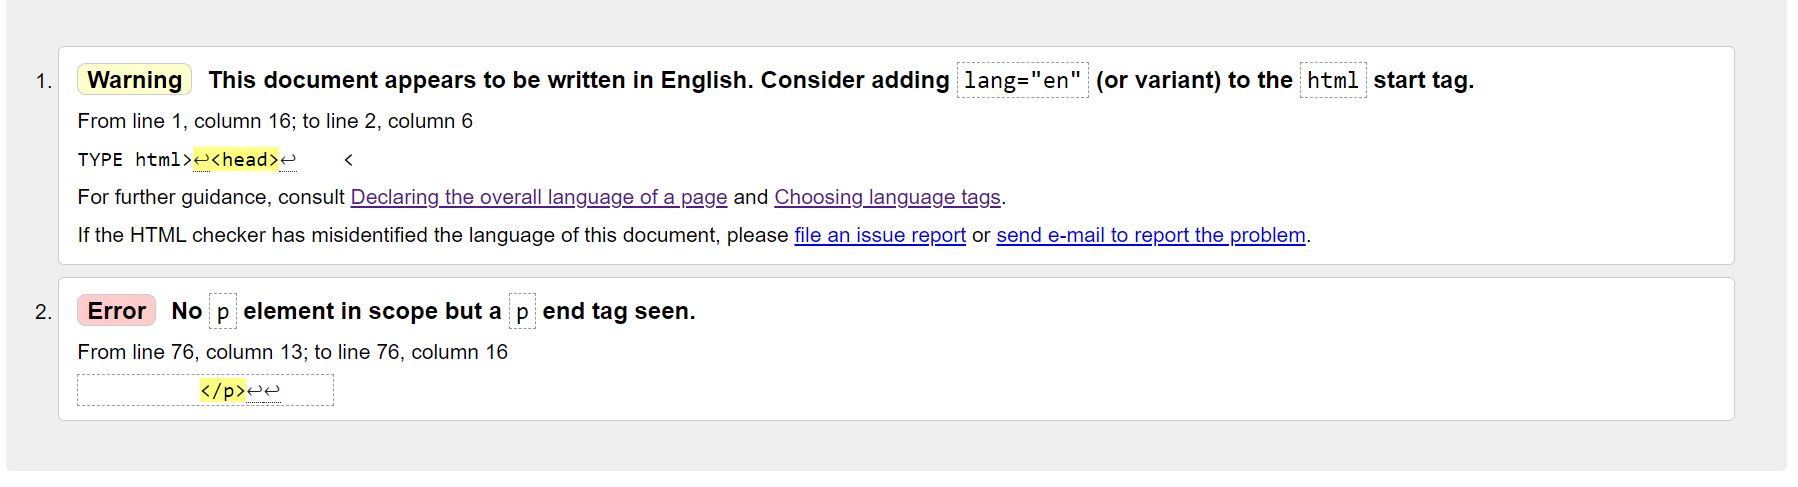 1. Warning This document appears to be written in English. Consider adding lang="en" (or variant) to the html start tag.
From line 1, column 16; to line 2, column 6
TYPE html>↩<head>↩    <
For further guidance, consult Declaring the overall language of a page and Choosing language tags.
If the HTML checker has misidentified the language of this document, please file an issue report or send e-mail to report the problem.
2. Error No p element in scope but a p end tag seen.
From line 76, column 13; to line 76, column 16
</p>↩↩